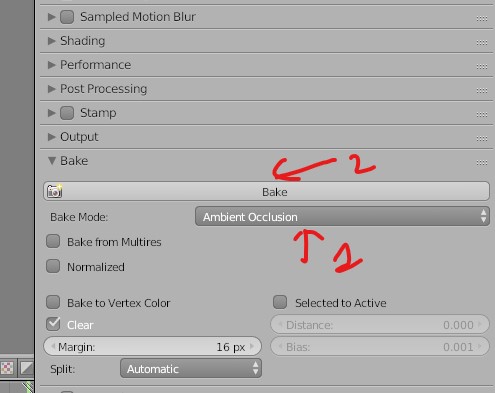 Sampled Motion Blur
Shading
Performance
Post Processing
Stamp
Output
Bake
2
Bake
Bake Mode: Ambient Occlusion
Bake from Multires
1
Normalized
Bake to Vertex Color Selected to Active
Clear Distance: 0.000
Margin: 16 px Bias: 0.001
Split: Automatic